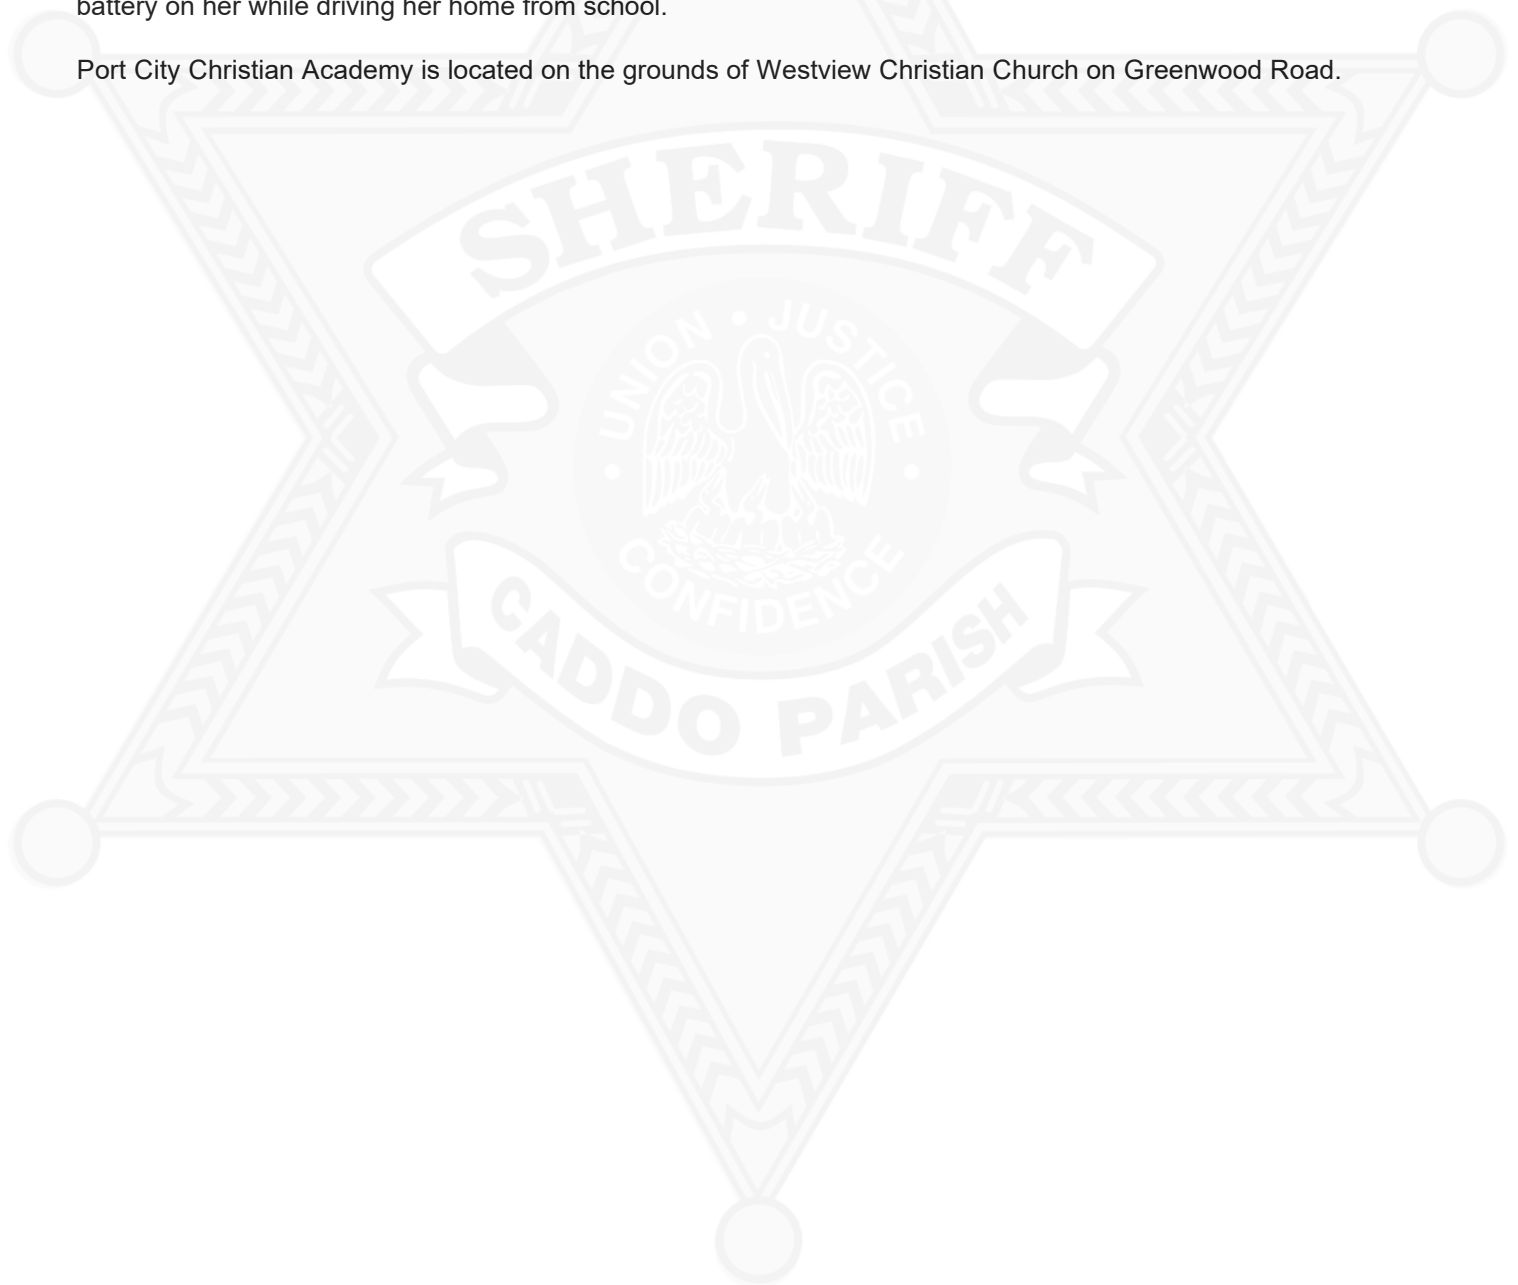 battery on her while driving her home from school.
Port City Christian Academy is located on the grounds of Westview Christian Church on Greenwood Road.
SHERIFF
UNION • JUSTICE
• CONFIDENCE •
CADDO PARISH